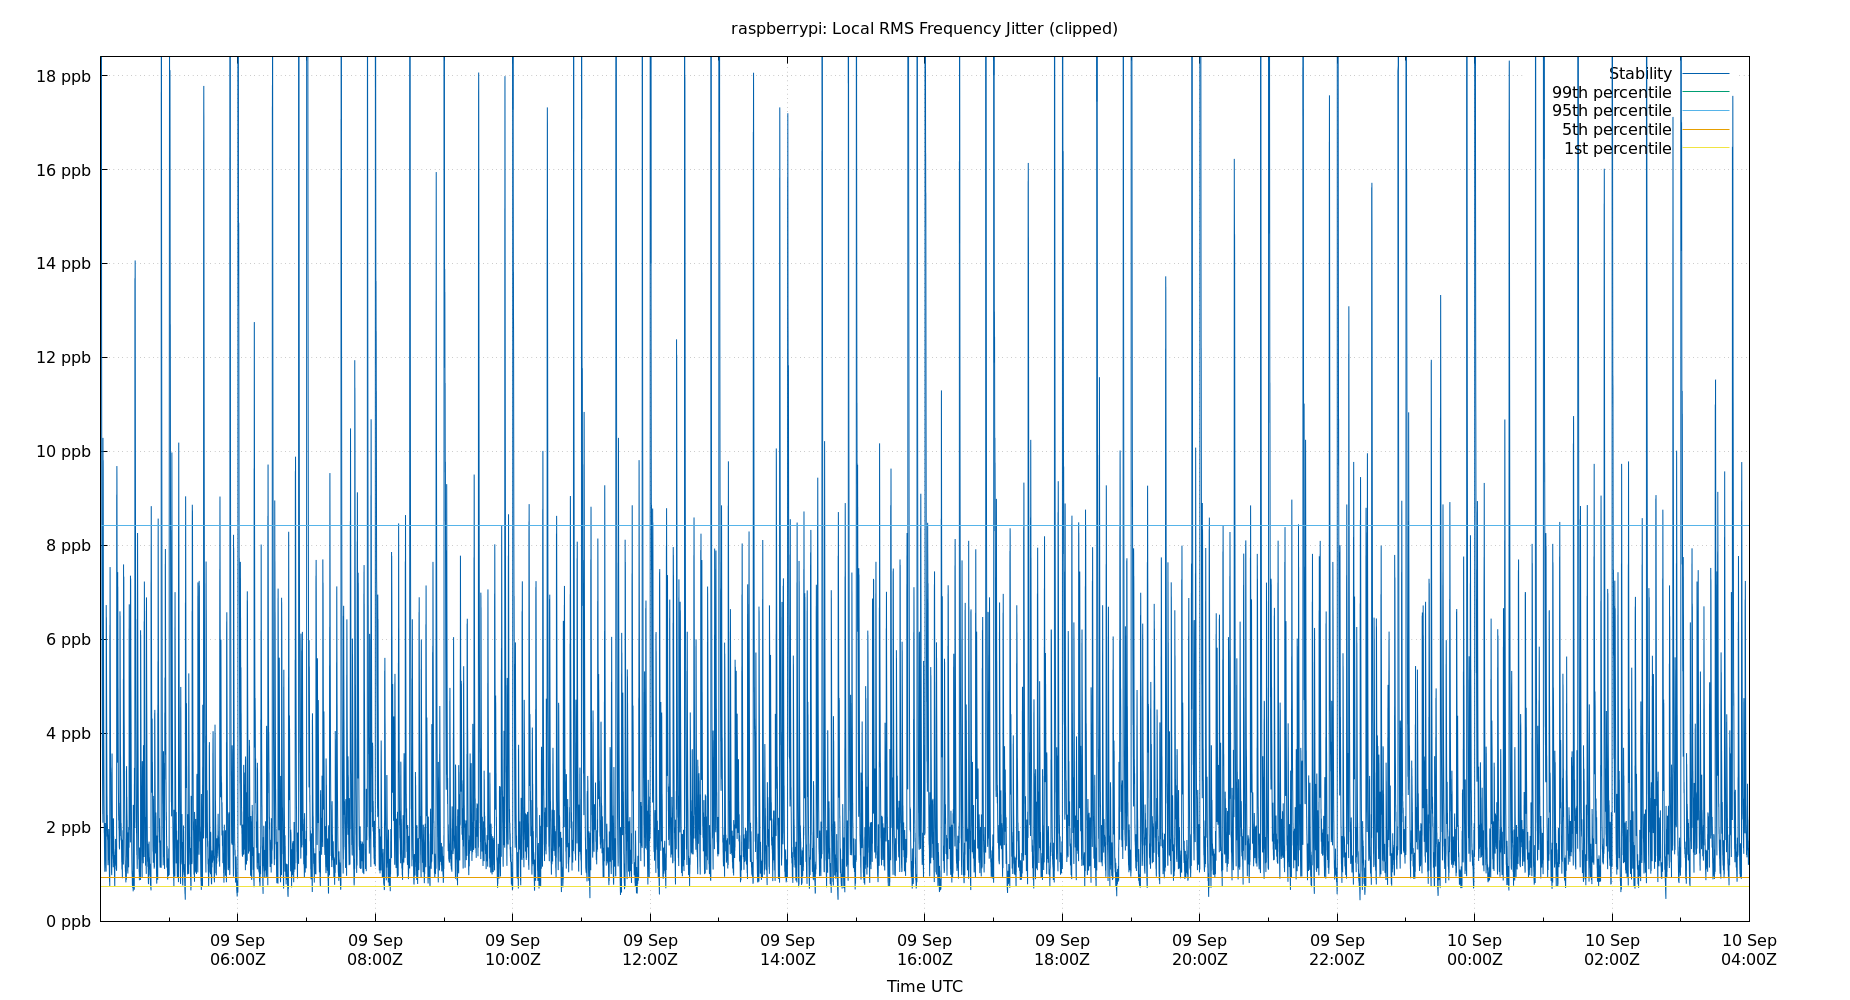 raspberrypi: Local RMS Frequency Jitter (clipped)
18 ppb
16 ppb
14 ppb
12 ppb
10 ppb
8 ppb
6 ppb
4 ppb
2 ppb
0 ppb
Stability
99th percentile
95th percentile
5th percentile
1st percentile
09 Sep 09 Sep 09 Sep 09 Sep 09 Sep 09 Sep 09 Sep 09 Sep 09 Sep 10 Sep 10 Sep 10 Sep
06:00Z 08:00Z 10:00Z 12:00Z 14:00Z 16:00Z 18:00Z 20:00Z 22:00Z 00:00Z 02:00Z 04:00Z
Time UTC